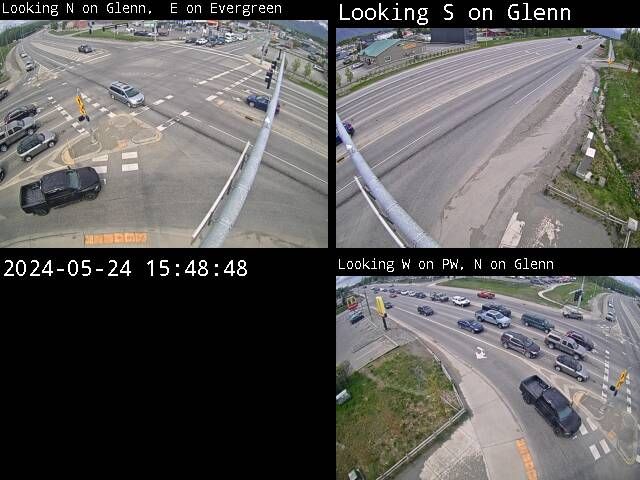 Looking N on Glenn,  E on Evergreen
Looking S on Glenn
2024-05-24 15:48:48
Looking W on PW, N on Glenn